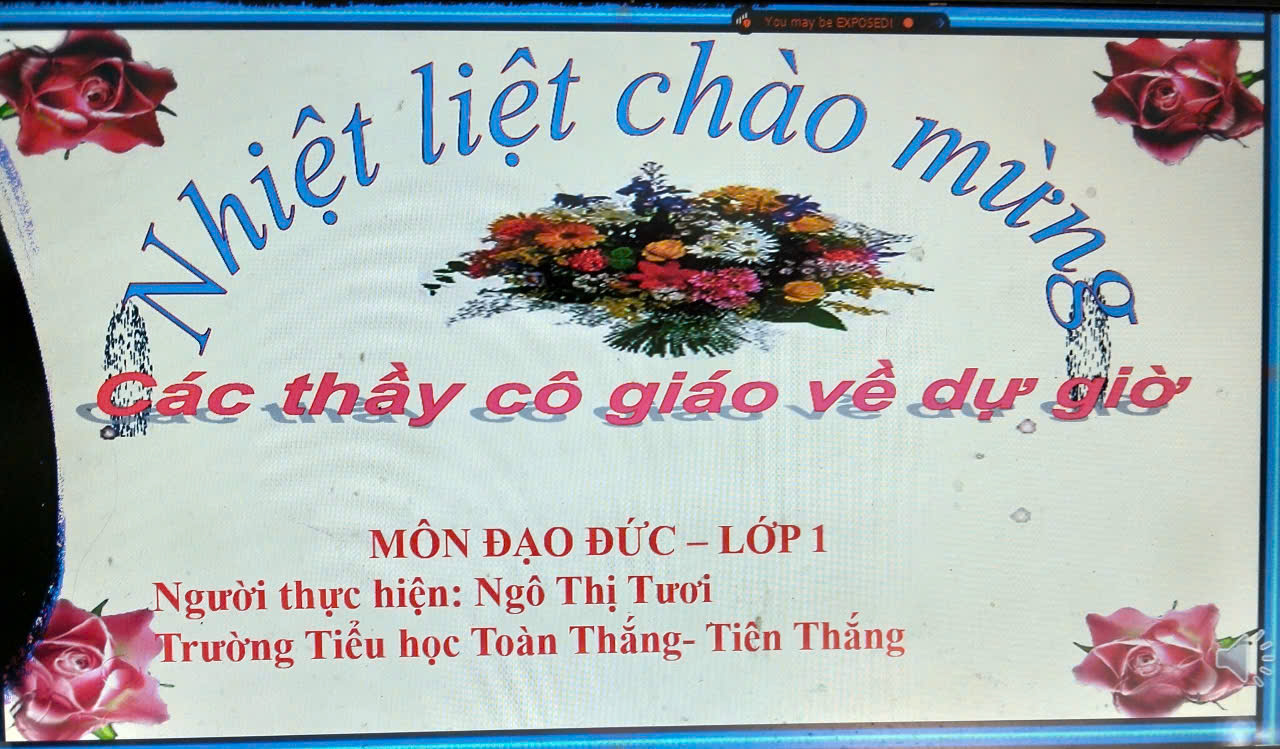 You may be EXPOSED!
Nhiệt liệt chào mừng
Các thầy cô giáo về dự giờ
MÔN ĐẠO ĐỨC – LỚP 1
Người thực hiện: Ngô Thị Tươi
Trường Tiểu học Toàn Thắng- Tiên Thắng